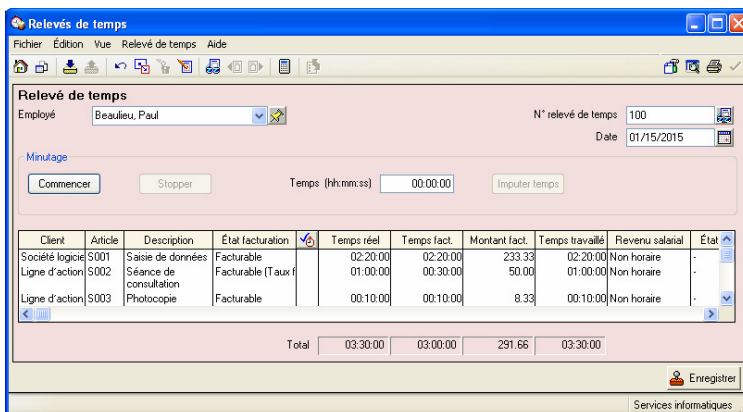 Relevés de temps
Fichier Édition Vue Relevé de temps Aide
Relevé de temps
Employé Beaulieu, Paul N° relevé de temps 100
Date 01/15/2015
Minutage
Commencer Stopper Temps (hh:mm:ss) 00:00:00 Imputer temps
Client Article Description État facturation Temps réel Temps fact. Montant fact. Temps travaillé Revenu salarial État
Société logicie S001 Saisie de données Facturable 02:20:00 02:20:00 233.33 02:20:00 Non horaire -
Ligne d'action S002 Séance de consultation Facturable (Taux f 01:00:00 00:30:00 50.00 01:00:00 Non horaire -
Ligne d'action S003 Photocopie Facturable 00:10:00 00:10:00 8.33 00:10:00 Non horaire -
Total 03:30:00 03:00:00 291.66 03:30:00
Enregistrer
Services informatiques